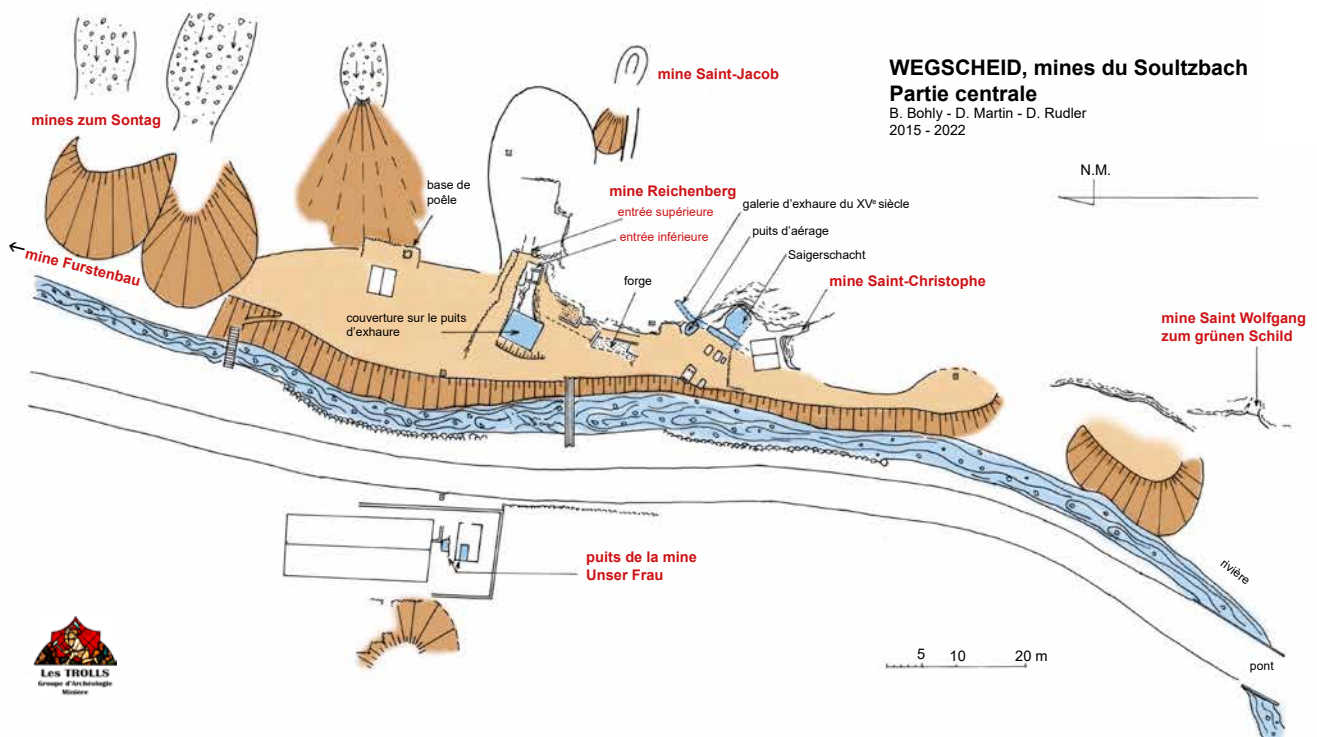 WEGSCHEID, mines du Soultzbach
Partie centrale
B. Bohly - D. Martin - D. Rudler
2015 - 2022
N.M.
mine Saint-Jacob
mines zum Sontag
base de
poêle
mine Reichenberg
entrée supérieure
entrée inférieure
galerie d'exhaure du XVe siècle
puits d'aérage
Saigerschacht
mine Saint-Christophe
mine Furstenbau
forge
couverture sur le puits
d'exhaure
mine Saint Wolfgang
zum grünen Schild
puits de la mine
Unser Frau
rivière
pont
5 10 20 m
Les TROLLS
Groupe d'Archéologie
Minière